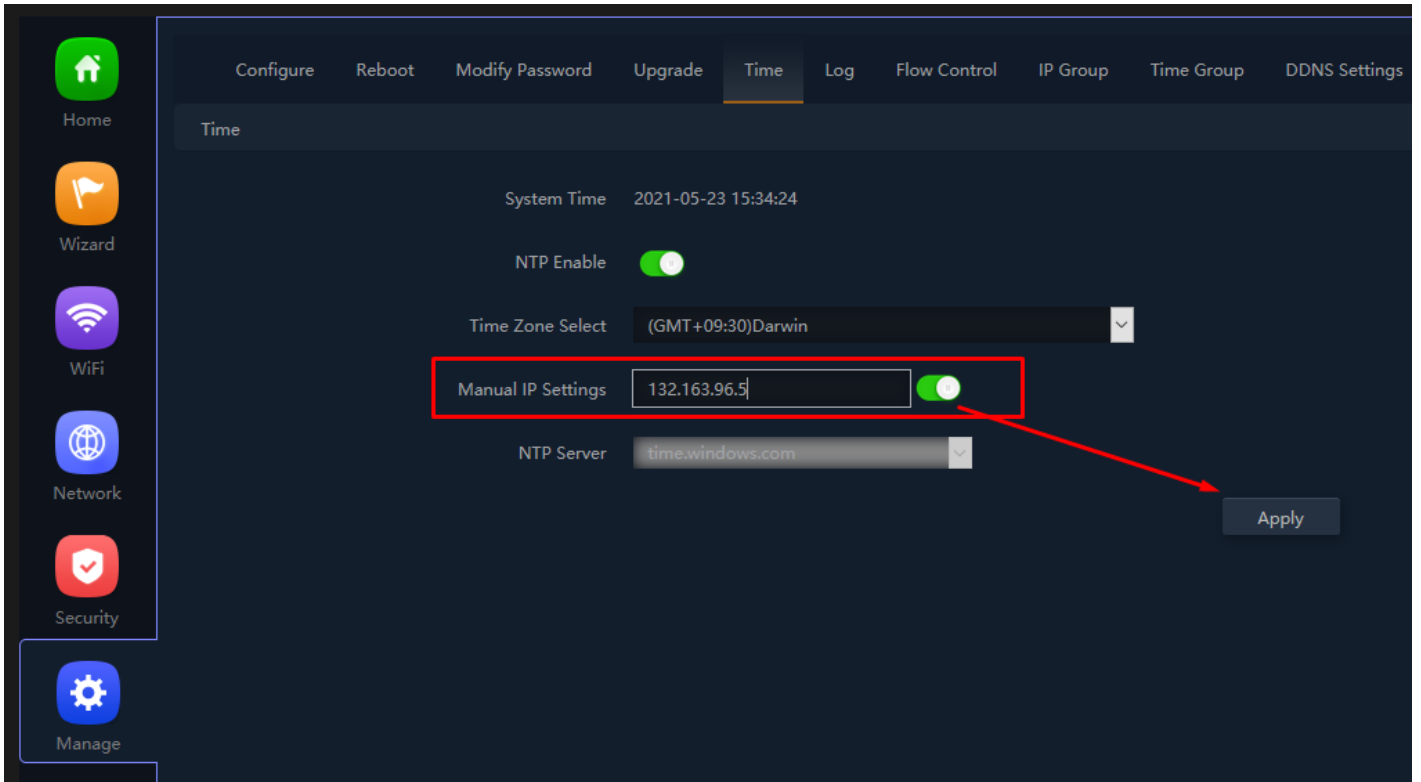 Configure Reboot Modify Password Upgrade Time Log Flow Control IP Group Time Group DDNS Settings
Home
Time
Wizard
System Time 2021-05-23 15:34:24
NTP Enable
WiFi
Time Zone Select (GMT+09:30)Darwin
Manual IP Settings 132.163.96.5
NTP Server time.windows.com
Network
Apply
Security
Manage